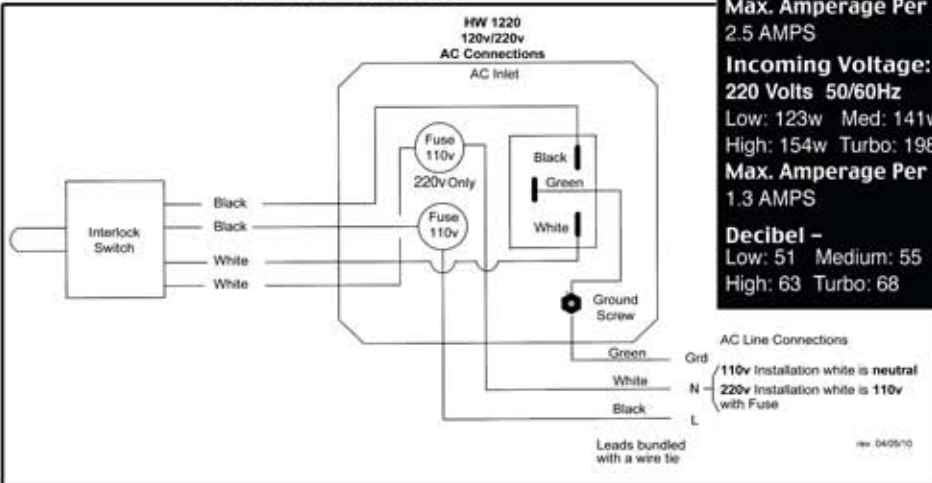 HW 1220
120v/220v
AC Connections
AC Inlet
Fuse
110v
220v Only
Fuse
110v
Black
Green
White
Ground
Screw
Interlock
Switch
Black
Black
White
White
Green
White
Black
Grd
N
L
Leads bundled
with a wire tie
AC Line Connections
110v Installation white is neutral
220v Installation white is 110v
with Fuse
rev. 04/05/10
Max. Amperage Per
2.5 AMPS
Incoming Voltage:
220 Volts 50/60Hz
Low: 123w Med: 141w
High: 154w Turbo: 198
Max. Amperage Per
1.3 AMPS
Decibel –
Low: 51 Medium: 55
High: 63 Turbo: 68